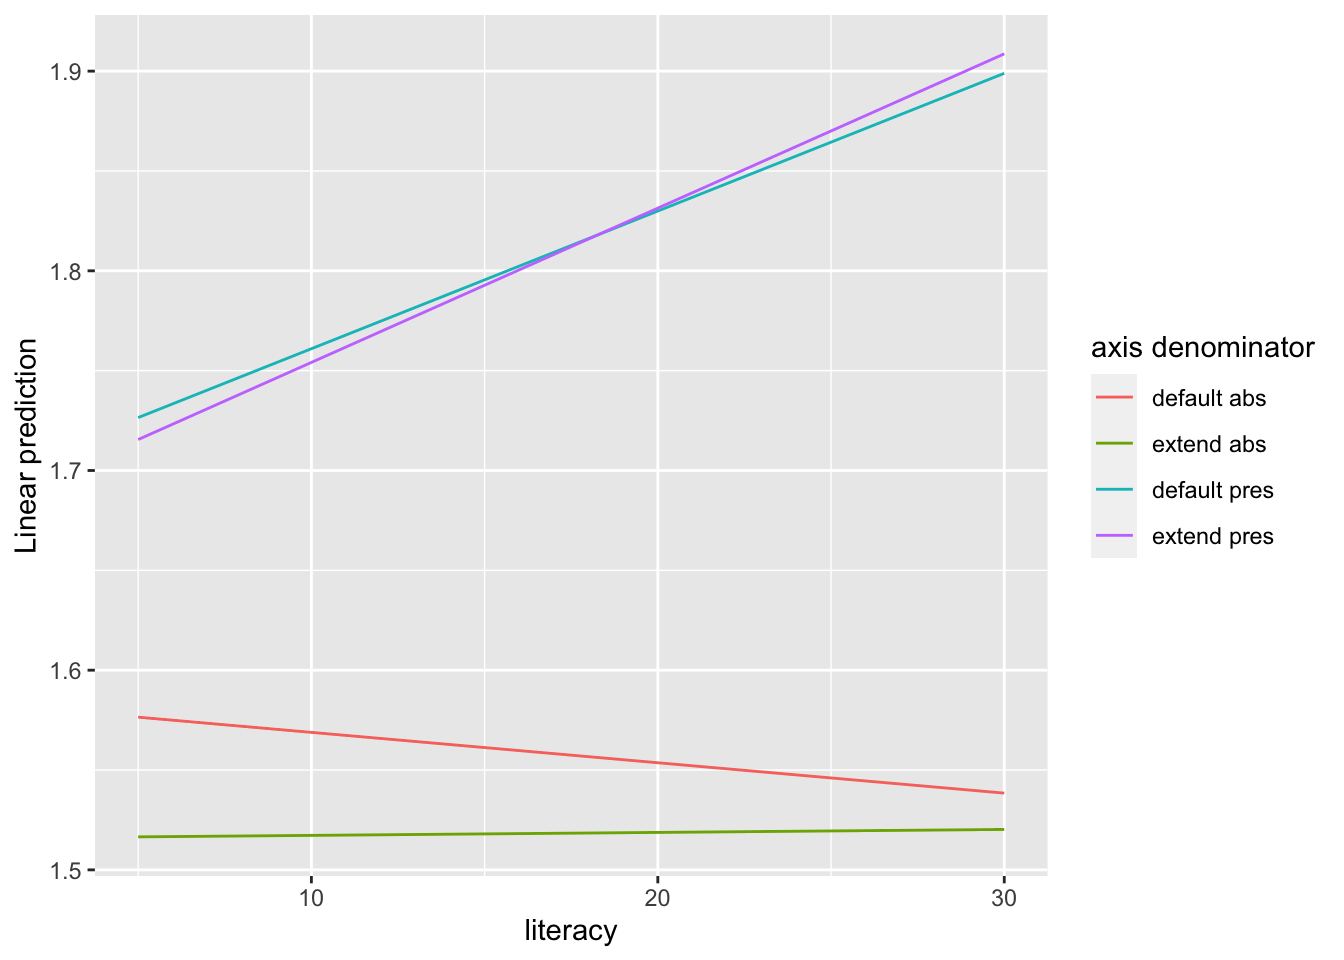 1.9
1.8
1.7
1.6
1.5
Linear prediction
10
20
30
literacy
axis denominator
default abs
extend abs
default pres
extend pres